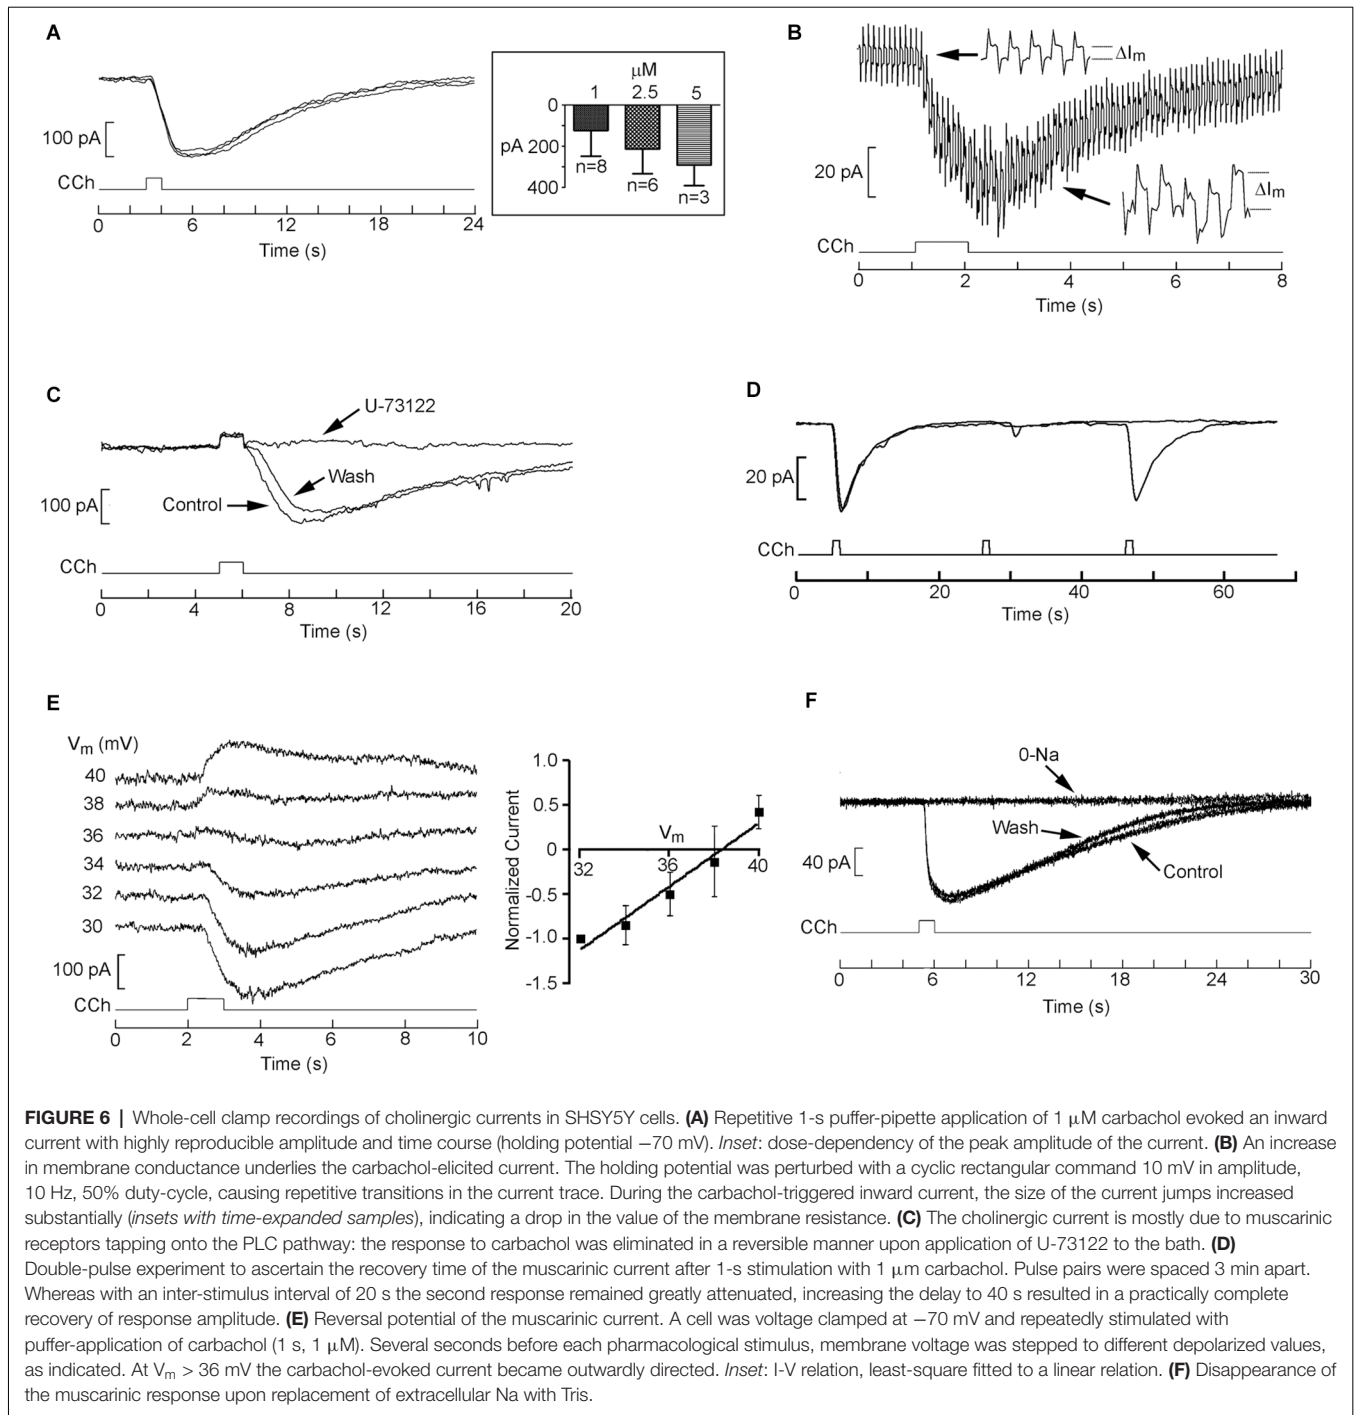 A
100 pA
CCh
0 6 12 18 24
Time (s)
μM
1 2.5 5
0
pA 200
400
n=8
n=6
n=3
B
ΔIm
20 pA
ΔIm
CCh
0 2 4 6 8
Time (s)
C
U-73122
Wash
Control
100 pA
CCh
0 4 8 12 16 20
Time (s)
D
20 pA
CCh
0 20 40 60
Time (s)
E
Vm (mV)
40
38
36
34
32
30
100 pA
CCh
0 2 4 6 8 10
Time (s)
Normalized Current
1.0
0.5
0
-0.5
-1.0
-1.5
Vm
32 36 40
F
0-Na
Wash
Control
40 pA
CCh
0 6 12 18 24 30
Time (s)
FIGURE 6 | Whole-cell clamp recordings of cholinergic currents in SHSY5Y cells. (A) Repetitive 1-s puffer-pipette application of 1 μM carbachol evoked an inward
current with highly reproducible amplitude and time course (holding potential −70 mV). Inset: dose-dependency of the peak amplitude of the current. (B) An increase
in membrane conductance underlies the carbachol-elicited current. The holding potential was perturbed with a cyclic rectangular command 10 mV in amplitude,
10 Hz, 50% duty-cycle, causing repetitive transitions in the current trace. During the carbachol-triggered inward current, the size of the current jumps increased
substantially (insets with time-expanded samples), indicating a drop in the value of the membrane resistance. (C) The cholinergic current is mostly due to muscarinic
receptors tapping onto the PLC pathway: the response to carbachol was eliminated in a reversible manner upon application of U-73122 to the bath. (D)
Double-pulse experiment to ascertain the recovery time of the muscarinic current after 1-s stimulation with 1 μm carbachol. Pulse pairs were spaced 3 min apart.
Whereas with an inter-stimulus interval of 20 s the second response remained greatly attenuated, increasing the delay to 40 s resulted in a practically complete
recovery of response amplitude. (E) Reversal potential of the muscarinic current. A cell was voltage clamped at −70 mV and repeatedly stimulated with
puffer-application of carbachol (1 s, 1 μM). Several seconds before each pharmacological stimulus, membrane voltage was stepped to different depolarized values,
as indicated. At Vm > 36 mV the carbachol-evoked current became outwardly directed. Inset: I-V relation, least-square fitted to a linear relation. (F) Disappearance of
the muscarinic response upon replacement of extracellular Na with Tris.